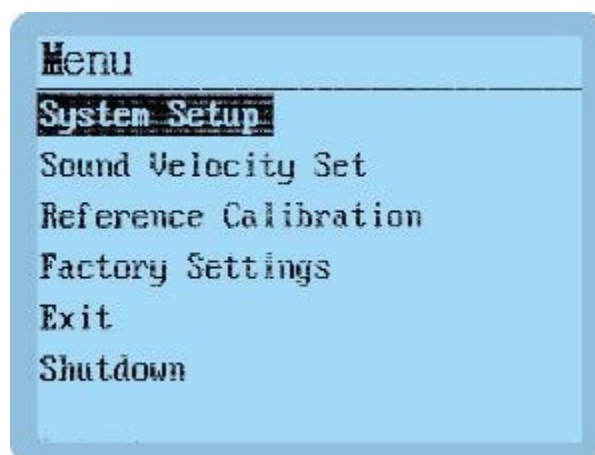 Menu
System Setup
Sound Velocity Set
Reference Calibration
Factory Settings
Exit
Shutdown